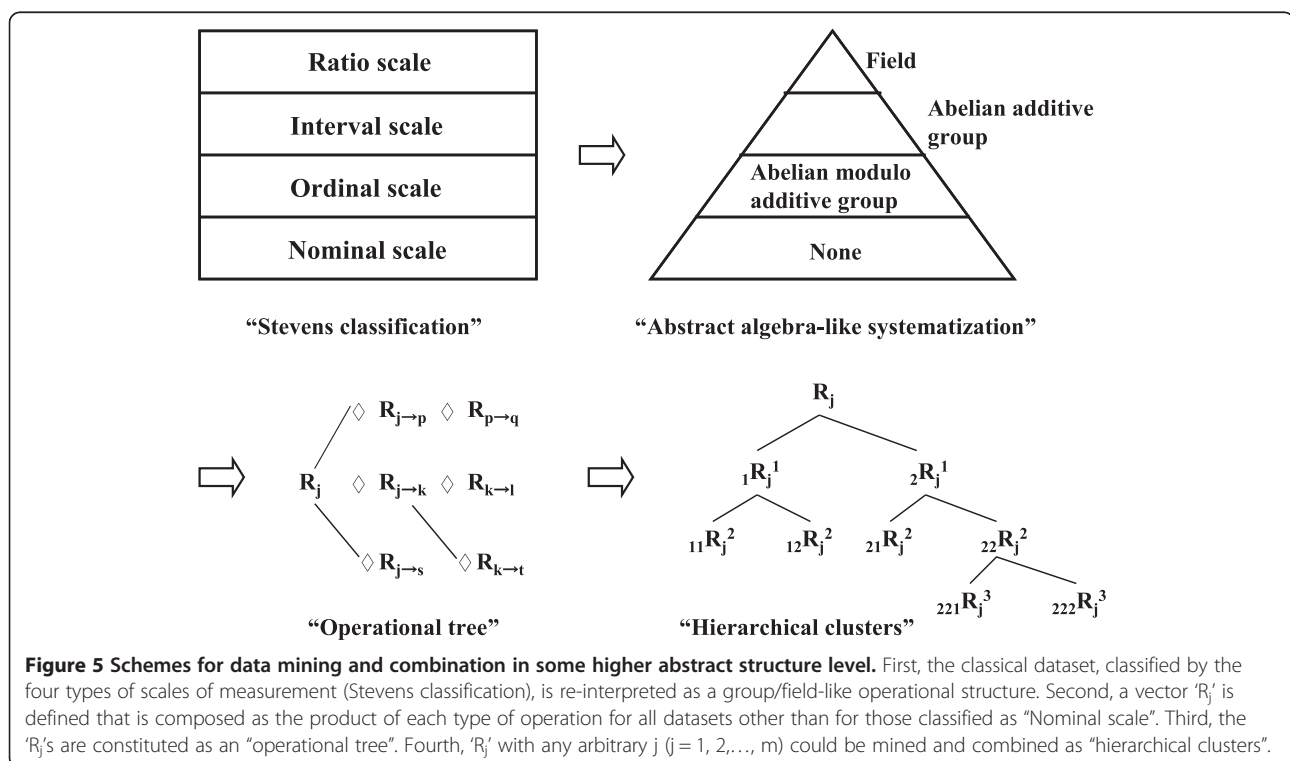 Ratio scale
Interval scale
Ordinal scale
Nominal scale
"Stevens classification"
Field
Abelian additive
group
Abelian modulo
additive group
None
"Abstract algebra-like systematization"
◇ Rj→p ◇ Rp→q
Rj ◇ Rj→k ◇ Rk→l
◇ Rj→s ◇ Rk→t
"Operational tree"
Rj
1Rj1 2Rj1
11Rj2 12Rj2 21Rj2 22Rj2
221Rj3 222Rj3
"Hierarchical clusters"
Figure 5 Schemes for data mining and combination in some higher abstract structure level. First, the classical dataset, classified by the
four types of scales of measurement (Stevens classification), is re-interpreted as a group/field-like operational structure. Second, a vector 'Rj' is
defined that is composed as the product of each type of operation for all datasets other than for those classified as "Nominal scale". Third, the
'Rj's are constituted as an "operational tree". Fourth, 'Rj' with any arbitrary j (j = 1, 2,..., m) could be mined and combined as "hierarchical clusters".